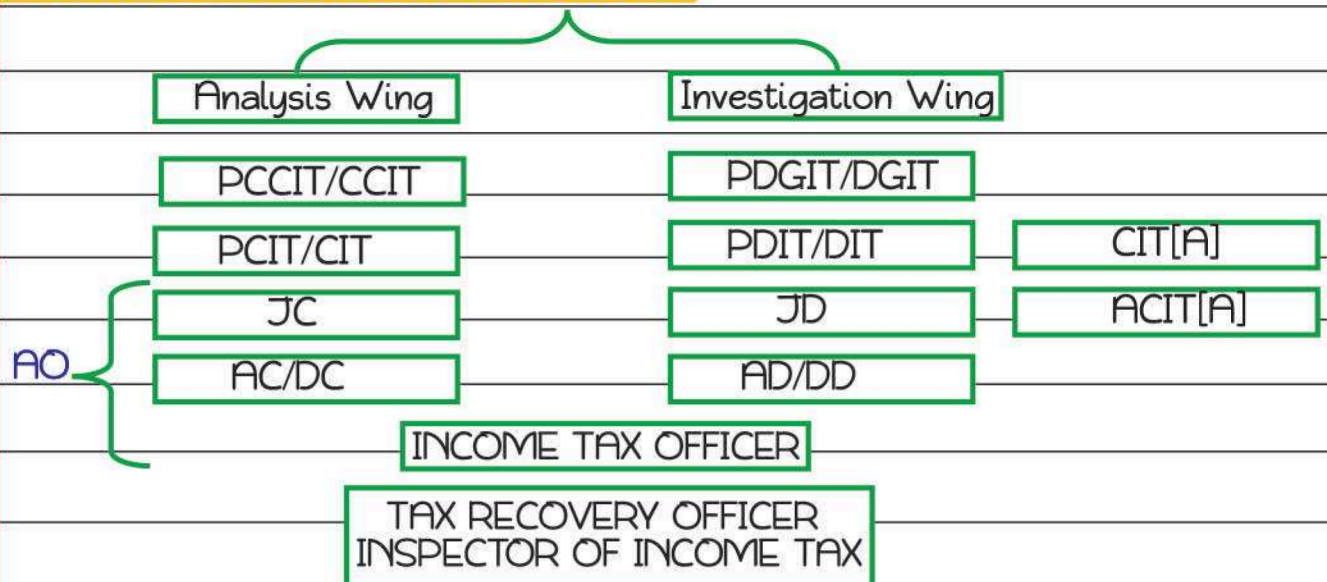 Analysis Wing Investigation Wing
PCCIT/CCIT PDGIT/DGIT
PCIT/CIT PDIT/DIT CIT[A]
JC JD ACIT[A]
AO AC/DC AD/DD
INCOME TAX OFFICER
TAX RECOVERY OFFICER
INSPECTOR OF INCOME TAX